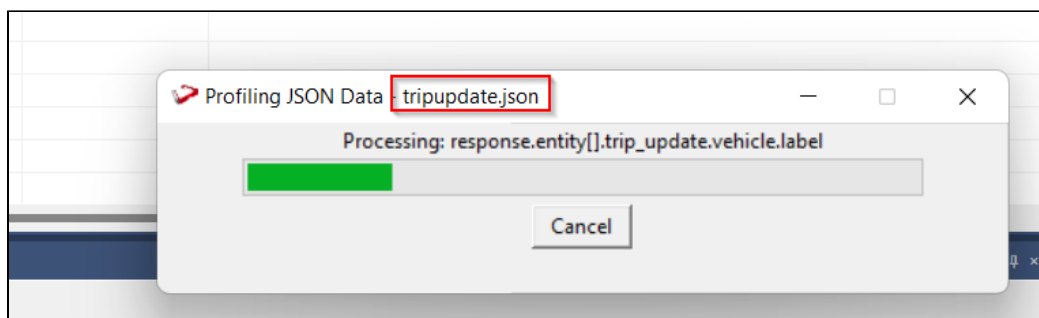 Profiling JSON Data - tripupdate.json
Processing: response.entity[].trip_update.vehicle.label
Cancel